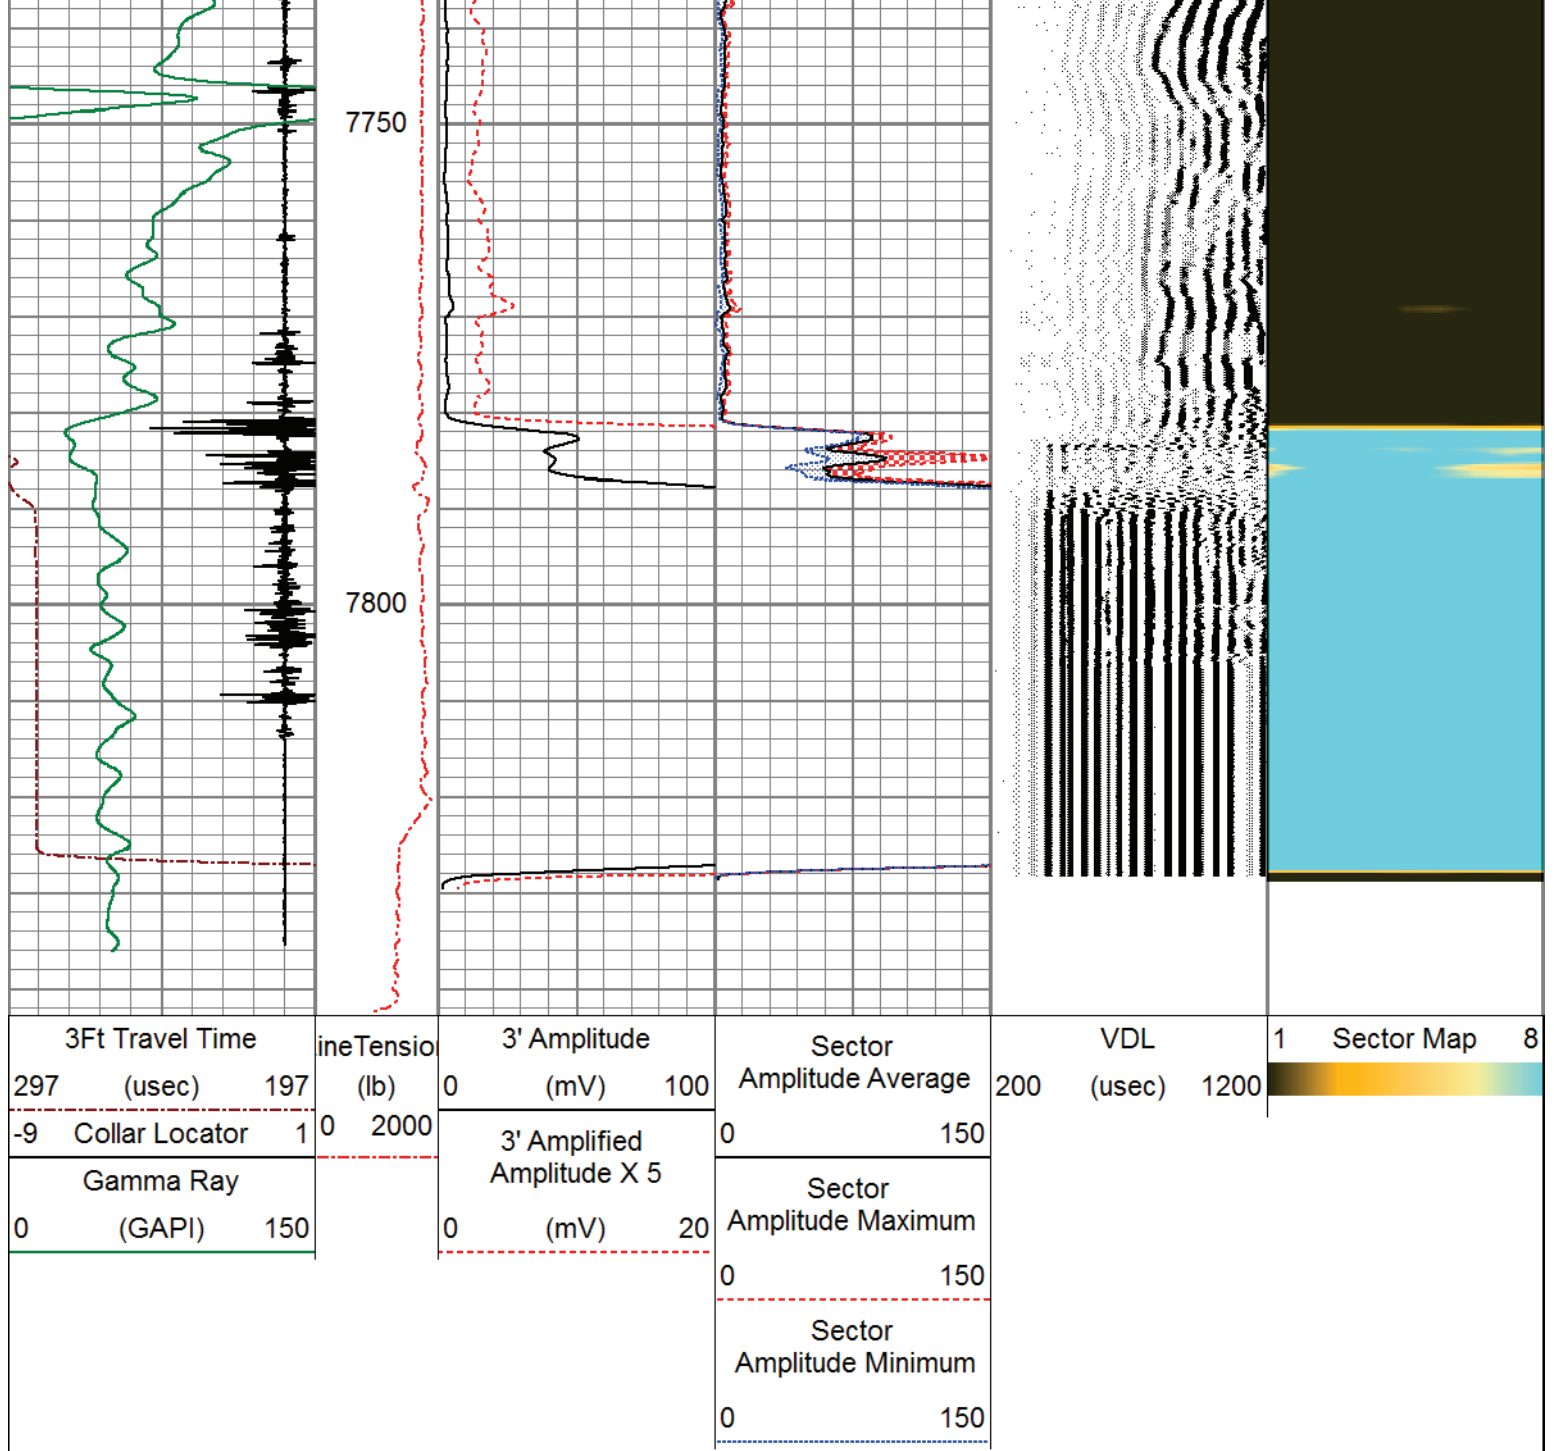 7750
7800
3Ft Travel Time
297 (usec) 197
-9 Collar Locator 1
Gamma Ray
0 (GAPI) 150
ineTension
(lb)
0 2000
3' Amplitude
0 (mV) 100
3' Amplified
Amplitude X 5
0 (mV) 20
Sector
Amplitude Average
0 150
Sector
Amplitude Maximum
0 150
Sector
Amplitude Minimum
0 150
VDL
200 (usec) 1200
1 Sector Map 8